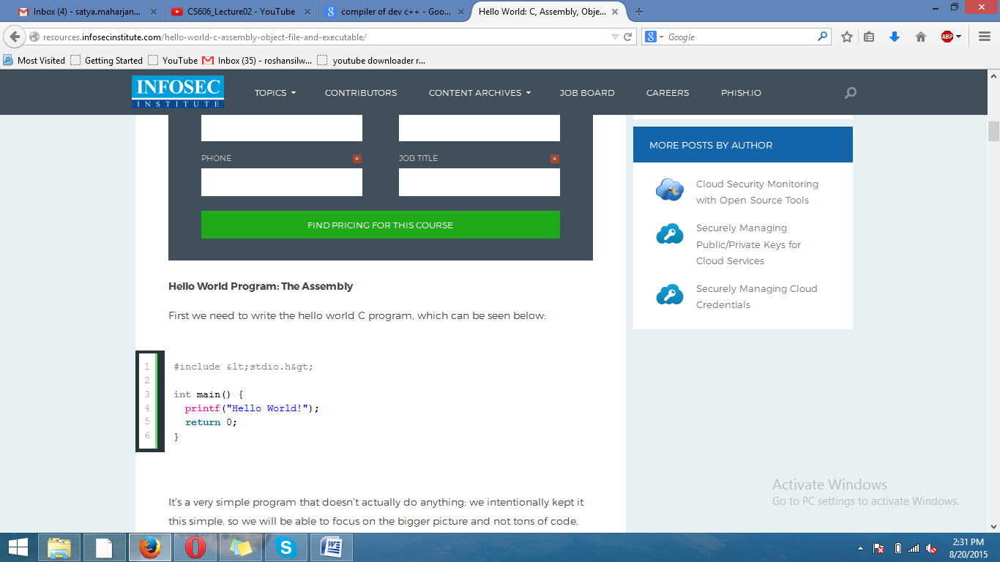 Inbox (4) - satya.maharjan...
CS606_Lecture02 - YouTube
compiler of dev c++ - Goo...
Hello World: C, Assembly, Obje...
resources.infosecinstitute.com/hello-world-c-assembly-object-file-and-executable/
Google
ABP
Most Visited
Getting Started
YouTube
Inbox (35) - roshansilw...
youtube downloader r...
INFOSEC
INSTITUTE
TOPICS
CONTRIBUTORS
CONTENT ARCHIVES
JOB BOARD
CAREERS
PHISH.IO
PHONE *
JOB TITLE *
FIND PRICING FOR THIS COURSE
MORE POSTS BY AUTHOR
Cloud Security Monitoring
with Open Source Tools
Securely Managing
Public/Private Keys for
Cloud Services
Securely Managing Cloud
Credentials
Hello World Program: The Assembly
First we need to write the hello world C program, which can be seen below:
1 #include &lt;stdio.h&gt;
2
3 int main() {
4 printf("Hello World!");
5 return 0;
6 }
It's a very simple program that doesn't actually do anything; we intentionally kept it
this simple, so we will be able to focus on the bigger picture and not tons of code.
Activate Windows
Go to PC settings to activate Windows.
2:31 PM
8/20/2015